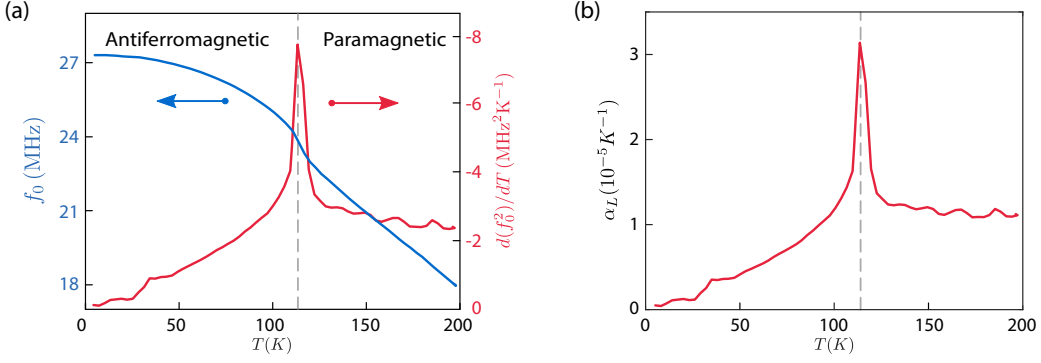 (a)
Antiferromagnetic
Paramagnetic
27
24
21
18
f₀ (MHz)
-8
-6
-4
-2
0
d(f₀²)/dT (MHz²K⁻¹)
0
50
100
150
200
T(K)
(b)
3
2
1
0
α_L(10⁻⁵K⁻¹)
0
50
100
150
200
T(K)